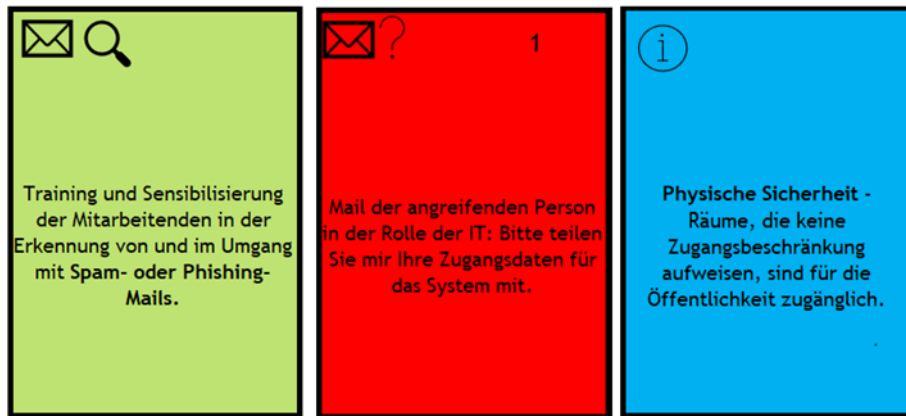 Training und Sensibilisierung
der Mitarbeitenden in der
Erkennung von und im Umgang
mit Spam- oder Phishing-
Mails.
?
1
Mail der angreifenden Person
in der Rolle der IT: Bitte teilen
Sie mir Ihre Zugangsdaten für
das System mit.
i
Physische Sicherheit -
Räume, die keine
Zugangsbeschränkung
aufweisen, sind für die
Öffentlichkeit zugänglich.
.